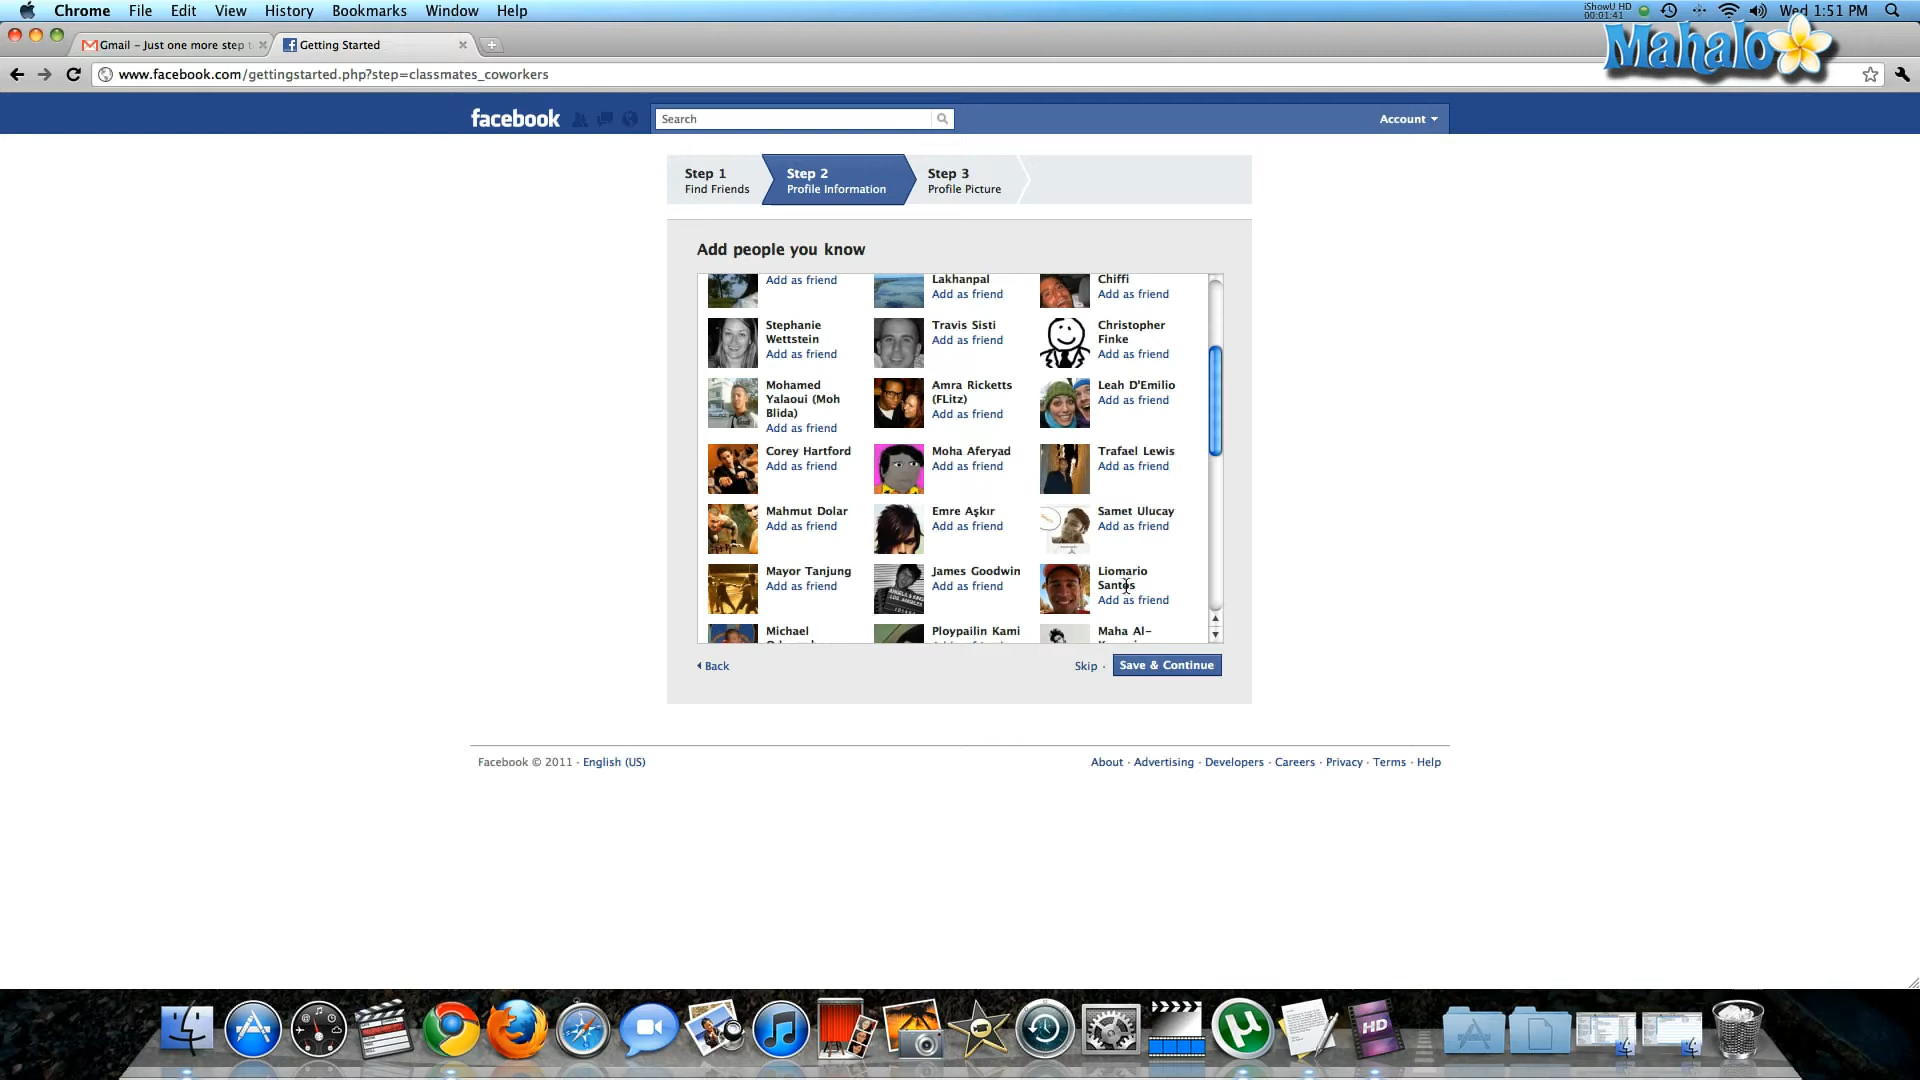 Chrome File Edit View History Bookmarks Window Help
iShowU HD
00:01:41
Wed 1:51 PM
Mahalo
Gmail – Just one more step t
Getting Started
www.facebook.com/gettingstarted.php?step=classmates_coworkers
facebook
Search
Account
Step 1
Find Friends
Step 2
Profile Information
Step 3
Profile Picture
Add people you know
Add as friend
Lakhanpal
Add as friend
Chiffi
Add as friend
Stephanie
Wettstein
Add as friend
Travis Sisti
Add as friend
Christopher
Finke
Add as friend
Mohamed
Yalaoui (Moh
Blida)
Add as friend
Amra Ricketts
(FLitz)
Add as friend
Leah D'Emilio
Add as friend
Corey Hartford
Add as friend
Moha Aferyad
Add as friend
Trafael Lewis
Add as friend
Mahmut Dolar
Add as friend
Emre Aşkır
Add as friend
Samet Ulucay
Add as friend
Mayor Tanjung
Add as friend
James Goodwin
Add as friend
Liomario
Santos
Add as friend
Michael
Ploypailin Kami
Maha Al-
Back
Skip ·
Save & Continue
Facebook © 2011 · English (US)
About · Advertising · Developers · Careers · Privacy · Terms · Help
HD